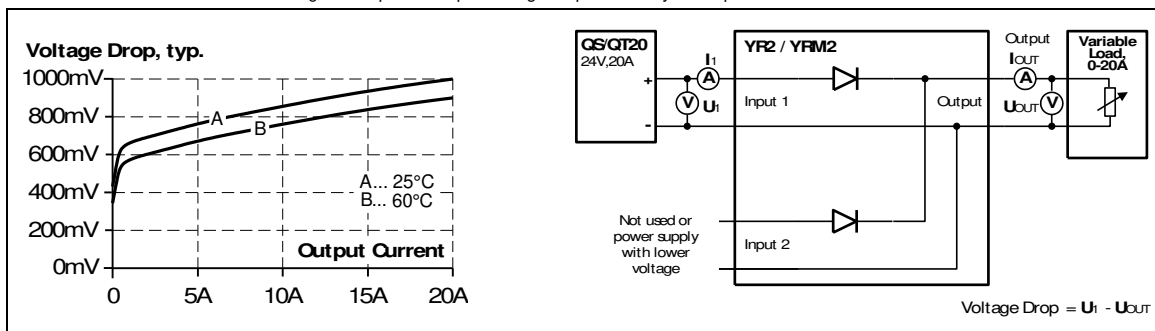 Voltage Drop, typ.
1000mV
800mV
600mV
400mV
200mV
0mV
A
B
A... 25°C
B... 60°C
Output Current
0 5A 10A 15A 20A
QS/QT20
24V,20A
+
-
I1
A
V U1
YR2 / YRM2
Input 1
Output
Input 2
Not used or
power supply
with lower
voltage
Output
IOUT
A
UOUT V
Variable
Load,
0-20A
Voltage Drop = U1 - UOUT